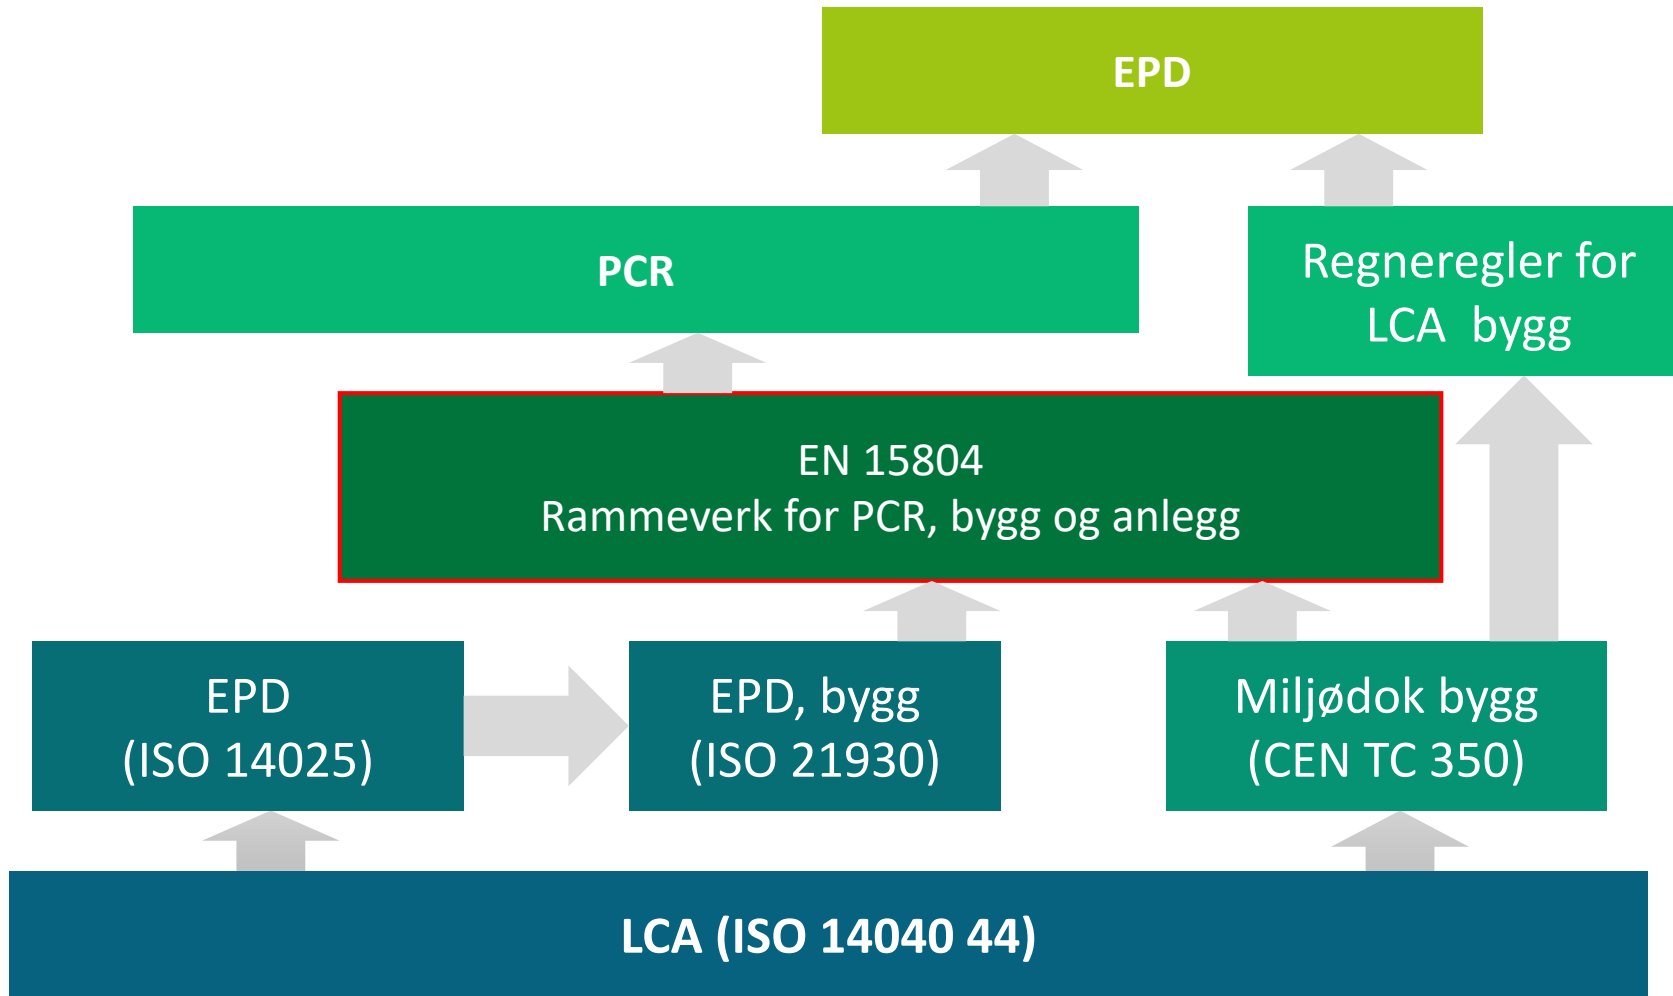 EPD
PCR
Regneregler for
LCA  bygg
EN 15804
Rammeverk for PCR, bygg og anlegg
EPD
(ISO 14025)
EPD, bygg
(ISO 21930)
Miljødok bygg
(CEN TC 350)
LCA (ISO 14040 44)